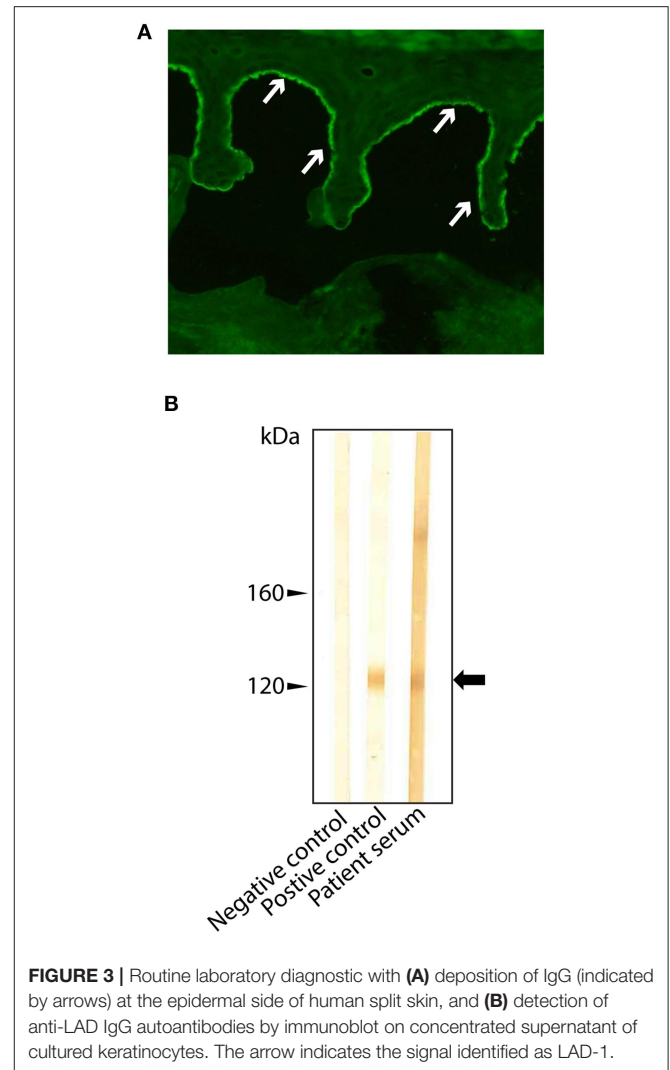 A
B
kDa
160
120
Negative control
Postive control
Patient serum
FIGURE 3 | Routine laboratory diagnostic with (A) deposition of IgG (indicated
by arrows) at the epidermal side of human split skin, and (B) detection of
anti-LAD IgG autoantibodies by immunoblot on concentrated supernatant of
cultured keratinocytes. The arrow indicates the signal identified as LAD-1.